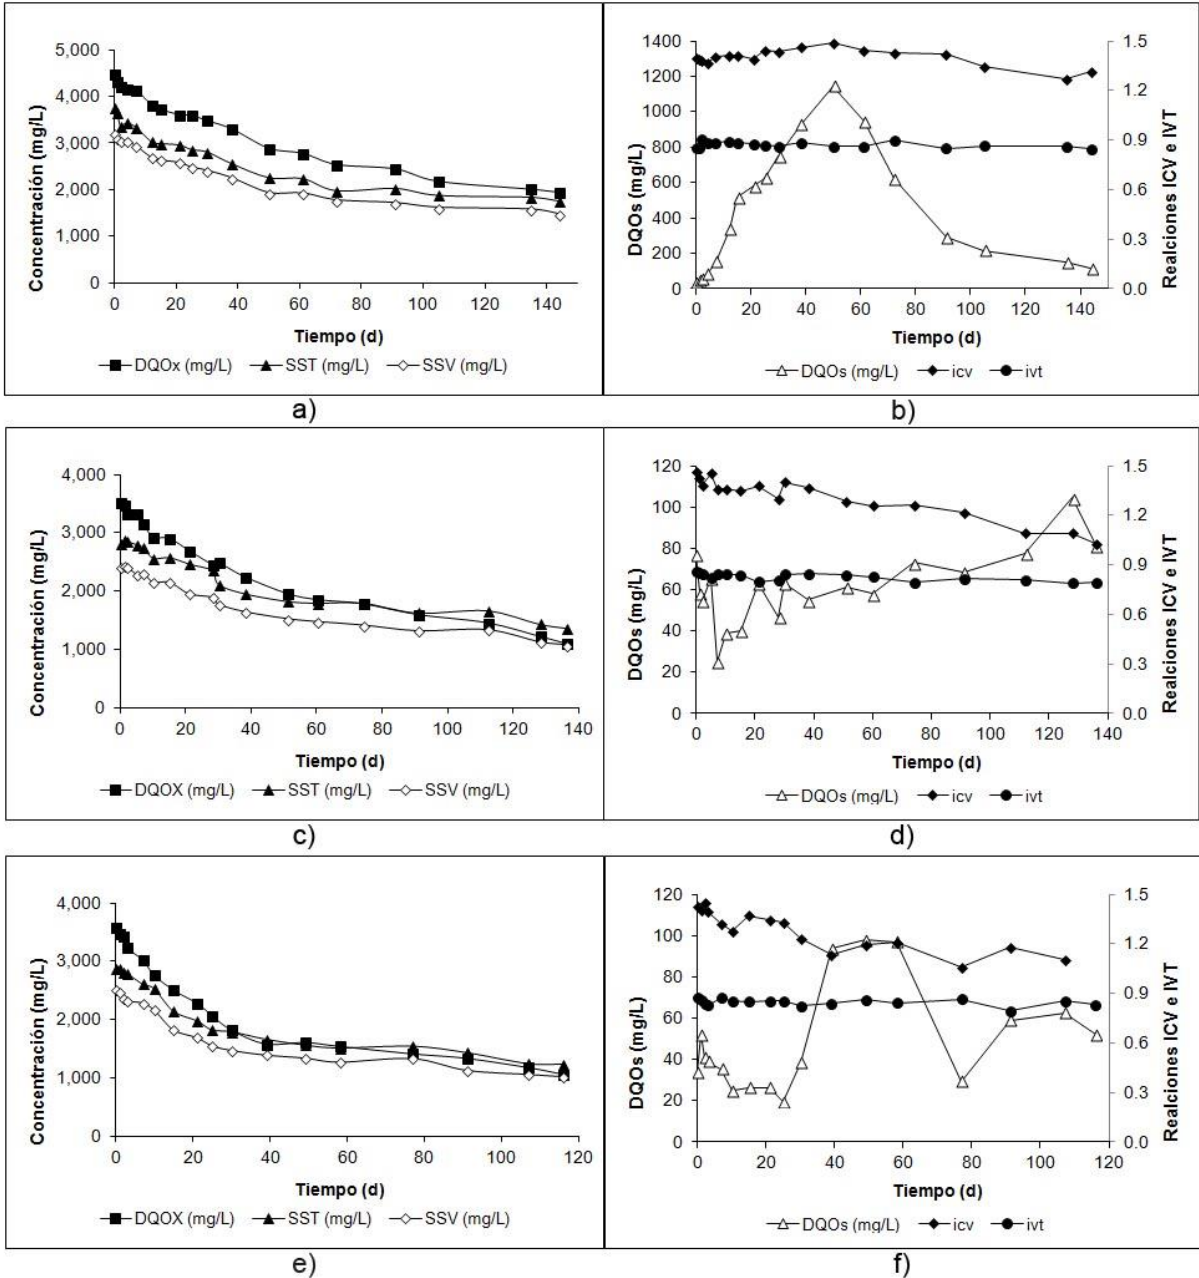 5,000
4,000
3,000
2,000
1,000
0
Concentración (mg/L)
0 20 40 60 80 100 120 140
Tiempo (d)
DQOx (mg/L) SST (mg/L) SSV (mg/L)
a)
1400
1200
1000
800
600
400
200
0
DQOs (mg/L)
1.5
1.2
0.9
0.6
0.3
0.0
Realciones ICV e IVT
0 20 40 60 80 100 120 140
Tiempo (d)
DQOs (mg/L) icv ivt
b)
4,000
3,000
2,000
1,000
0
Concentración (mg/L)
0 20 40 60 80 100 120 140
Tiempo (d)
DQOX (mg/L) SST (mg/L) SSV (mg/L)
c)
120
100
80
60
40
20
0
DQOs (mg/L)
1.5
1.2
0.9
0.6
0.3
0.0
Realciones ICV e IVT
0 20 40 60 80 100 120 140
Tiempo (d)
DQOs (mg/L) icv ivt
d)
4,000
3,000
2,000
1,000
0
Concentración (mg/L)
0 20 40 60 80 100 120
Tiempo (d)
DQOX (mg/L) SST (mg/L) SSV (mg/L)
e)
120
100
80
60
40
20
0
DQOs (mg/L)
1.5
1.2
0.9
0.6
0.3
0.0
Realciones ICV e IVT
0 20 40 60 80 100 120
Tiempo (d)
DQOs (mg/L) icv ivt
f)